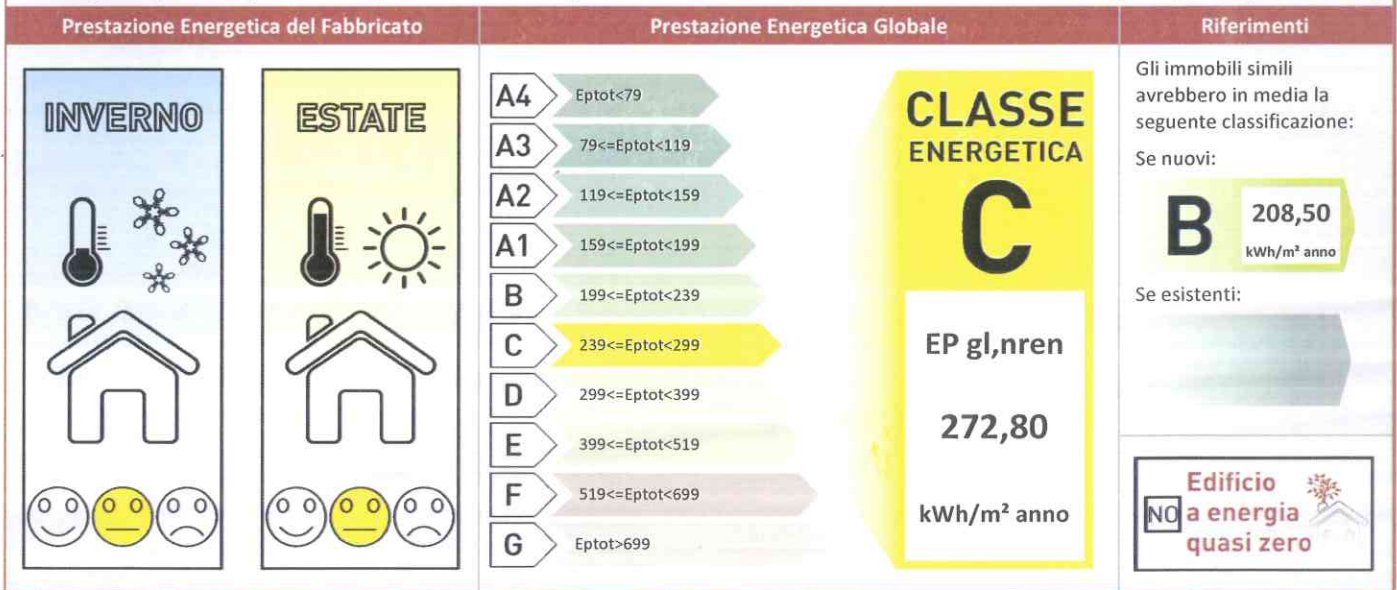 Prestazione Energetica del Fabbricato
Prestazione Energetica Globale
Riferimenti
INVERNO
ESTATE
A4 Eptot<79
A3 79<=Eptot<119
A2 119<=Eptot<159
A1 159<=Eptot<199
B 199<=Eptot<239
C 239<=Eptot<299
D 299<=Eptot<399
E 399<=Eptot<519
F 519<=Eptot<699
G Eptot>699
CLASSE
ENERGETICA
C
EP gl,nren
272,80
kWh/m² anno
Gli immobili simili
avrebbero in media la
seguente classificazione:
Se nuovi:
B 208,50
kWh/m² anno
Se esistenti:
Edificio
NO a energia
quasi zero